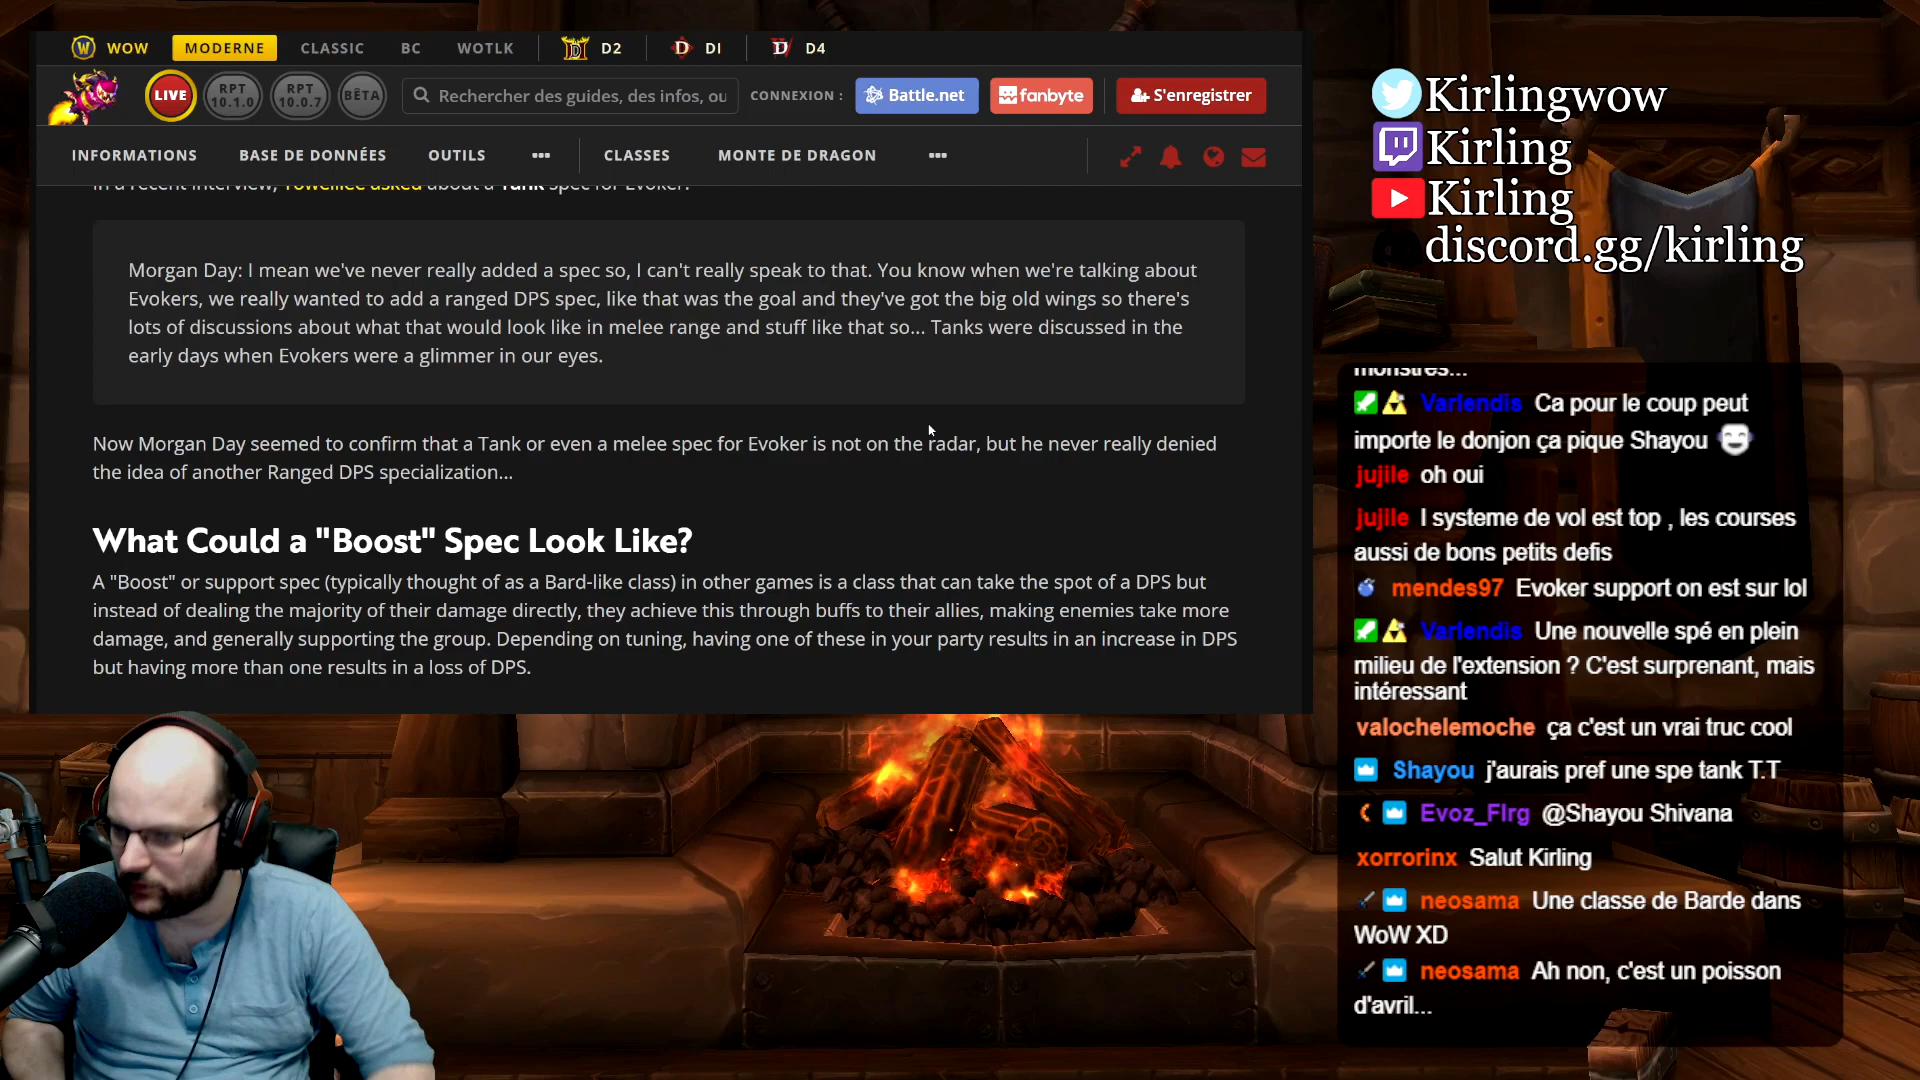 WOW MODERNE CLASSIC BC WOTLK D2 DI D4
LIVE RPT 10.1.0 RPT 10.0.7 BÊTA Rechercher des guides, des infos, ou CONNEXION : Battle.net fanbyte S'enregistrer
INFORMATIONS BASE DE DONNÉES OUTILS ••• CLASSES MONTE DE DRAGON •••
In a recent interview, Towelliee asked about a Tank spec for Evoker.
Morgan Day: I mean we've never really added a spec so, I can't really speak to that. You know when we're talking about
Evokers, we really wanted to add a ranged DPS spec, like that was the goal and they've got the big old wings so there's
lots of discussions about what that would look like in melee range and stuff like that so... Tanks were discussed in the
early days when Evokers were a glimmer in our eyes.
Now Morgan Day seemed to confirm that a Tank or even a melee spec for Evoker is not on the radar, but he never really denied
the idea of another Ranged DPS specialization...
What Could a "Boost" Spec Look Like?
A "Boost" or support spec (typically thought of as a Bard-like class) in other games is a class that can take the spot of a DPS but
instead of dealing the majority of their damage directly, they achieve this through buffs to their allies, making enemies take more
damage, and generally supporting the group. Depending on tuning, having one of these in your party results in an increase in DPS
but having more than one results in a loss of DPS.
Kirlingwow
Kirling
Kirling
discord.gg/kirling
monstres...
Varlendis Ca pour le coup peut
importe le donjon ça pique Shayou
jujile oh oui
jujile l systeme de vol est top , les courses
aussi de bons petits defis
mendes97 Evoker support on est sur lol
Varlendis Une nouvelle spé en plein
milieu de l'extension ? C'est surprenant, mais
intéressant
valochelemoche ça c'est un vrai truc cool
Shayou j'aurais pref une spe tank T.T
Evoz_Flrg @Shayou Shivana
xorrorinx Salut Kirling
neosama Une classe de Barde dans
WoW XD
neosama Ah non, c'est un poisson
d'avril...